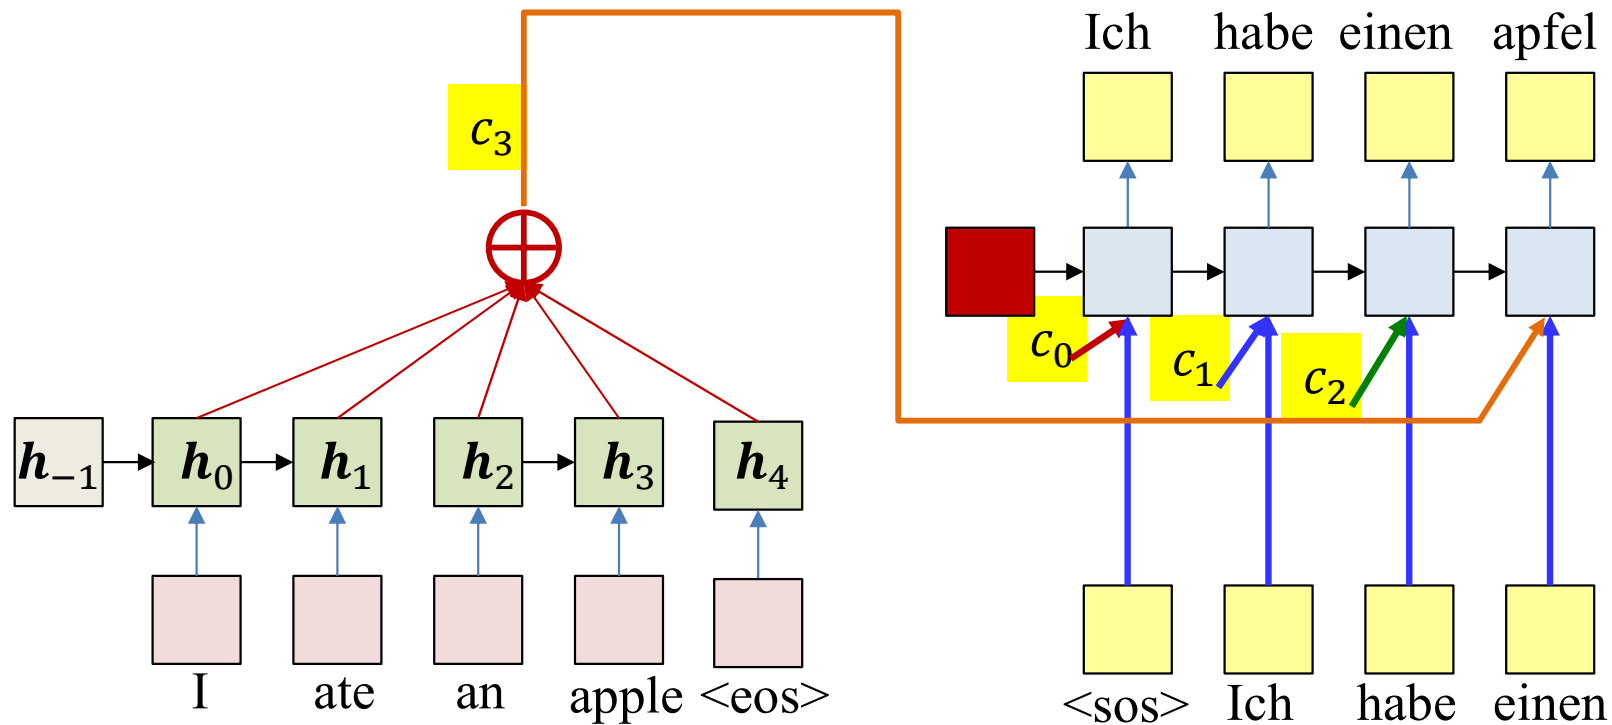 Ich habe einen apfel
c₃
c₀
c₁
c₂
h₋₁ h₀ h₁ h₂ h₃ h₄
I ate an apple <eos>
<sos> Ich habe einen